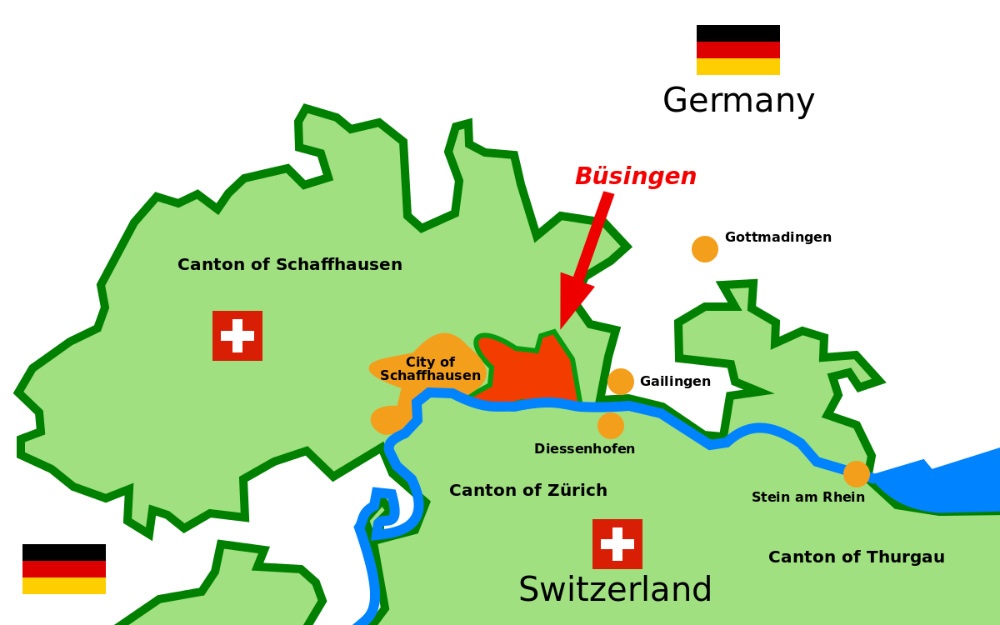 Germany
Büsingen
Gottmadingen
Canton of Schaffhausen
City of
Schaffhausen
Gailingen
Diessenhofen
Canton of Zürich
Stein am Rhein
Canton of Thurgau
Switzerland